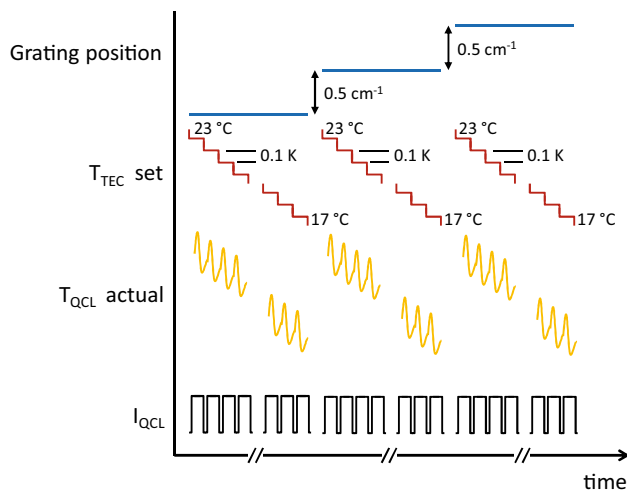 Grating position
0.5 cm⁻¹
0.5 cm⁻¹
23 °C
23 °C
23 °C
T_TEC set
0.1 K
0.1 K
0.1 K
17 °C
17 °C
17 °C
T_QCL actual
I_QCL
time